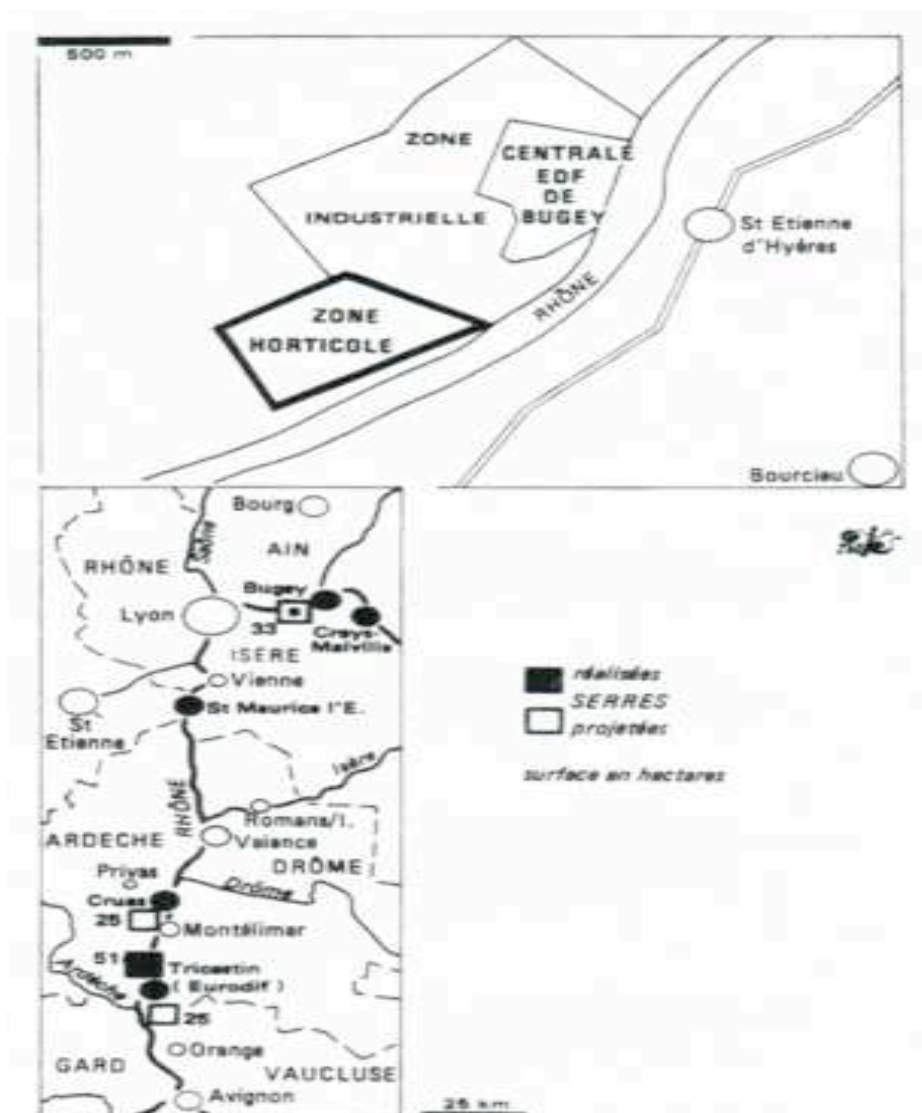 500 m
ZONE
INDUSTRIELLE
CENTRALE
EDF
DE
BUGEY
St Etienne
d'Hyères
RHÔNE
ZONE
HORTICOLE
Bourcieu
Bourg
Saône
AIN
RHÔNE
Bugey
Lyon
33
Creys-
Malville
ISERE
Vienne
St
Etienne
St Maurice l'E.
Isère
RHÔNE
Romans/I.
ARDECHE
Valance
DRÔME
Privas
Drôme
Cruas
25
Montélimar
51
Tricastin
(Eurodif)
Ardèche
25
Orange
GARD
VAUCLUSE
Avignon
réalisées
SERRES
projetées
surface en hectares
25 km